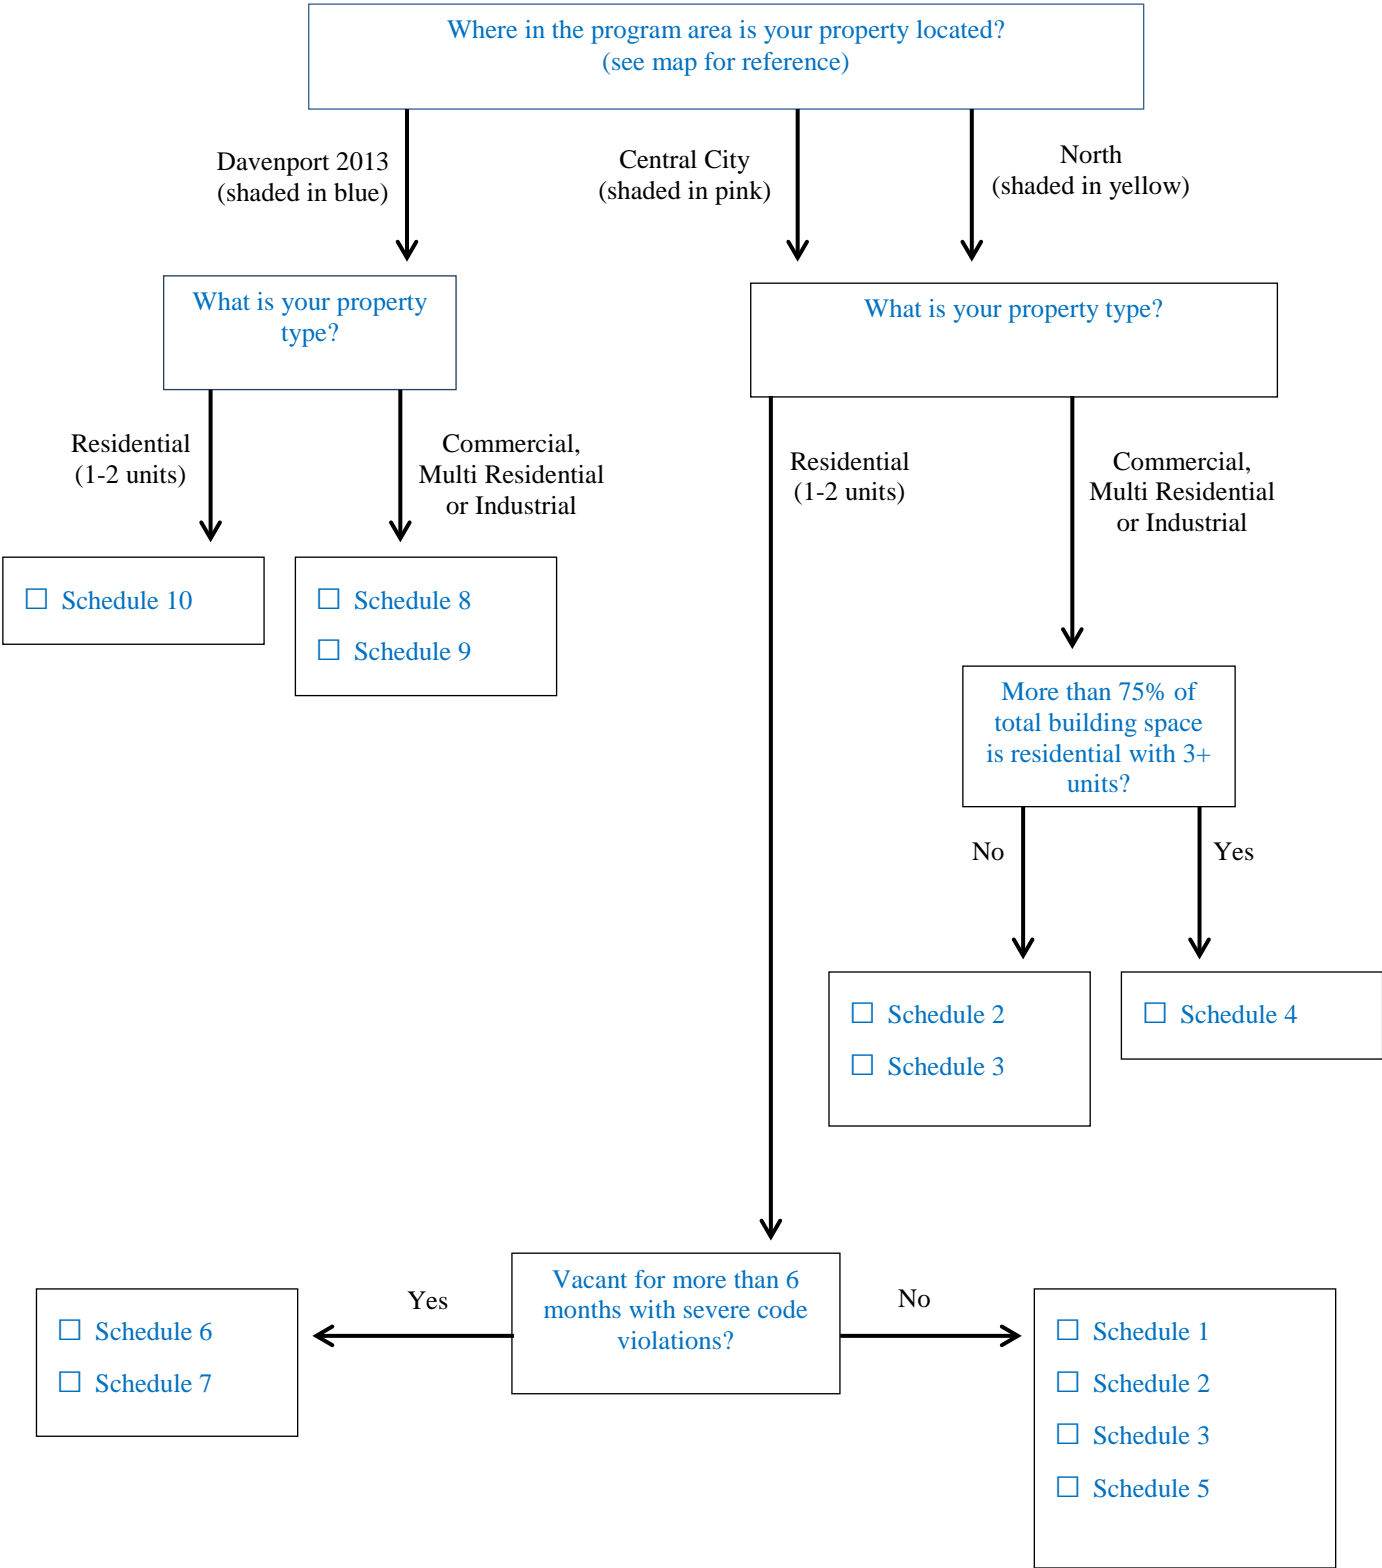 Where in the program area is your property located?
(see map for reference)
Davenport 2013
(shaded in blue)
Central City
(shaded in pink)
North
(shaded in yellow)
What is your property
type?
What is your property type?
Residential
(1-2 units)
Commercial,
Multi Residential
or Industrial
Residential
(1-2 units)
Commercial,
Multi Residential
or Industrial
☐ Schedule 10
☐ Schedule 8
☐ Schedule 9
More than 75% of
total building space
is residential with 3+
units?
No
Yes
☐ Schedule 2
☐ Schedule 3
☐ Schedule 4
Vacant for more than 6
months with severe code
violations?
Yes
No
☐ Schedule 6
☐ Schedule 7
☐ Schedule 1
☐ Schedule 2
☐ Schedule 3
☐ Schedule 5